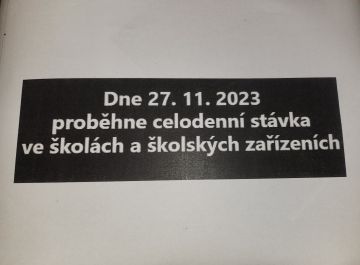 Dne 27. 11. 2023
proběhne celodenní stávka
ve školách a školských zařízeních